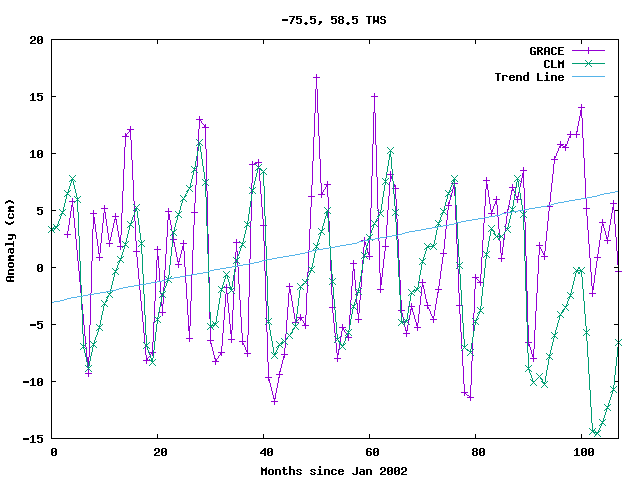 -75.5, 58.5 TWS
GRACE
CLM
Trend Line
20
15
10
5
0
-5
-10
-15
Anomaly (cm)
0 20 40 60 80 100
Months since Jan 2002